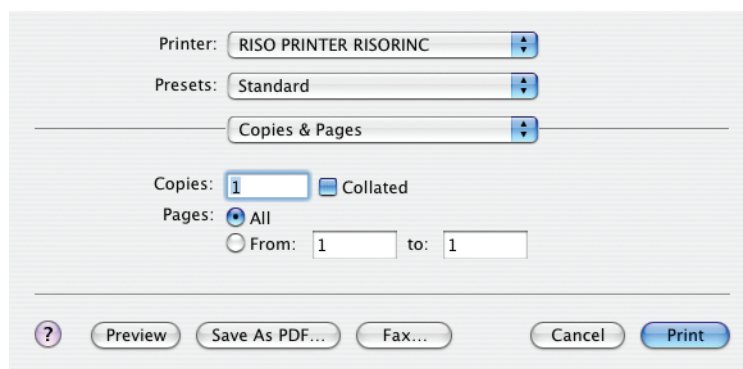 Printer: RISO PRINTER RISORINC
Presets: Standard
Copies & Pages
Copies: 1 Collated
Pages: All
From: 1 to: 1
? Preview Save As PDF... Fax... Cancel Print